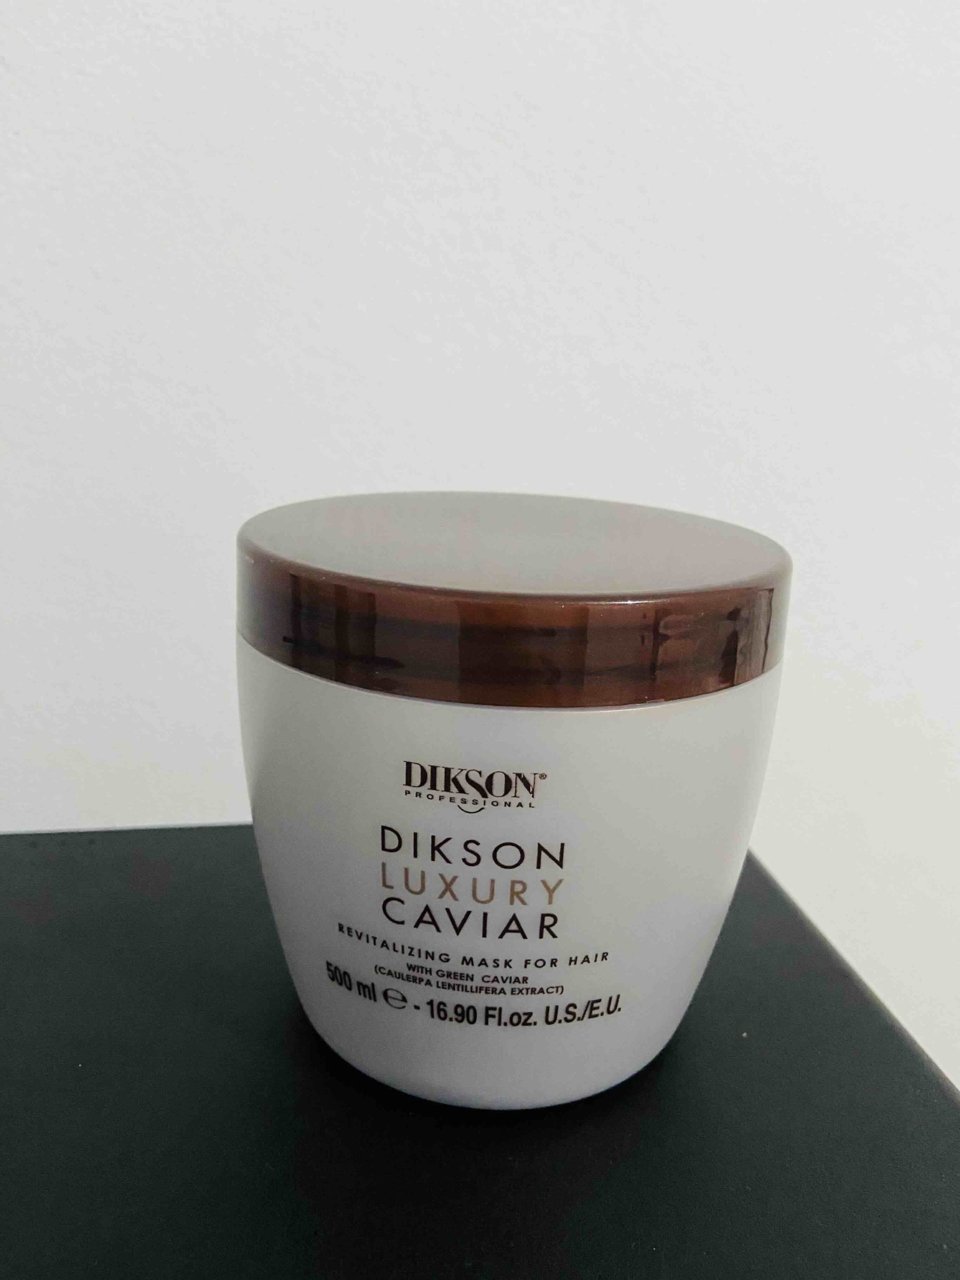 DIKSON®
PROFESSIONAL
DIKSON
LUXURY
CAVIAR
REVITALIZING MASK FOR HAIR
WITH GREEN CAVIAR
(CAULERPA LENTILLIFERA EXTRACT)
500 ml ℮ - 16.90 Fl.oz. U.S./E.U.